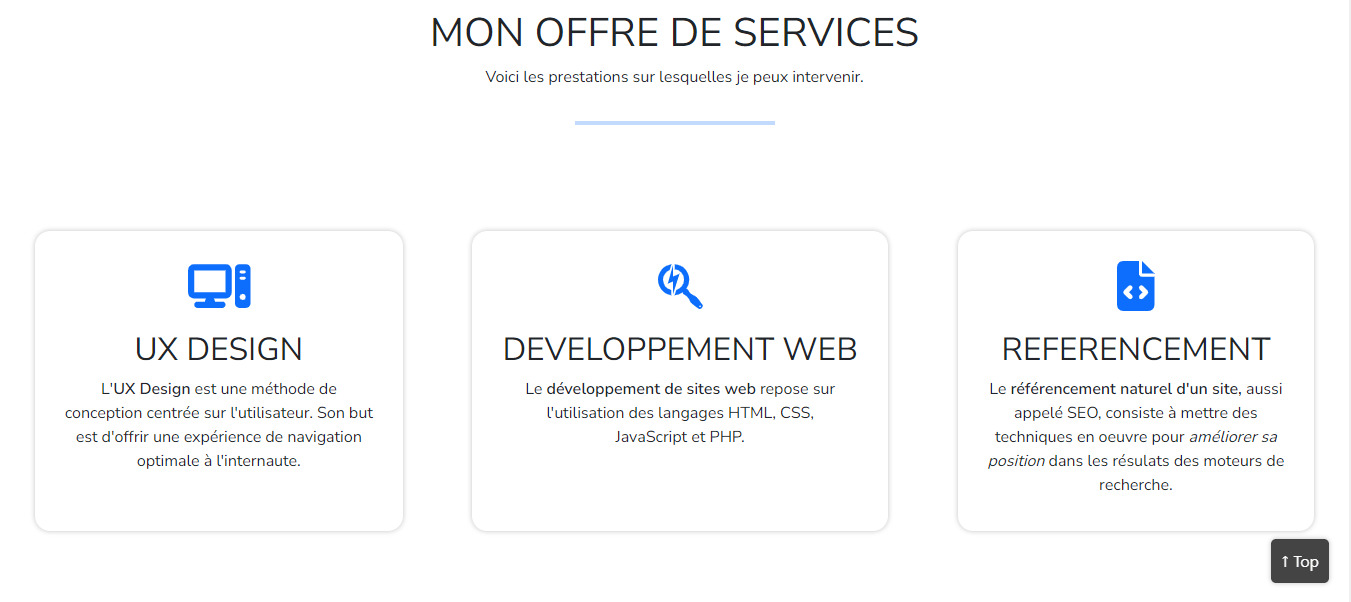 MON OFFRE DE SERVICES
Voici les prestations sur lesquelles je peux intervenir.
UX DESIGN
L'UX Design est une méthode de
conception centrée sur l'utilisateur. Son but
est d'offrir une expérience de navigation
optimale à l'internaute.
DEVELOPPEMENT WEB
Le développement de sites web repose sur
l'utilisation des langages HTML, CSS,
JavaScript et PHP.
REFERENCEMENT
Le référencement naturel d'un site, aussi
appelé SEO, consiste à mettre des
techniques en oeuvre pour améliorer sa
position dans les résulats des moteurs de
recherche.
↑ Top